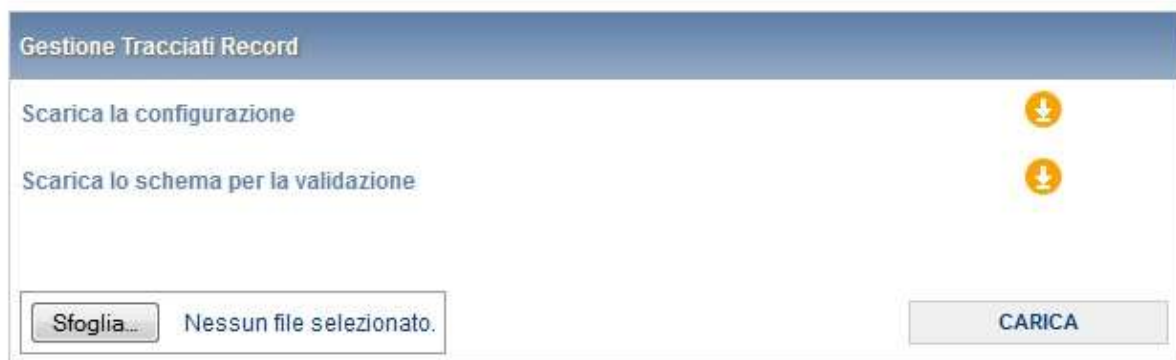 Gestione Tracciati Record
Scarica la configurazione
Scarica lo schema per la validazione
Sfoglia... Nessun file selezionato. CARICA